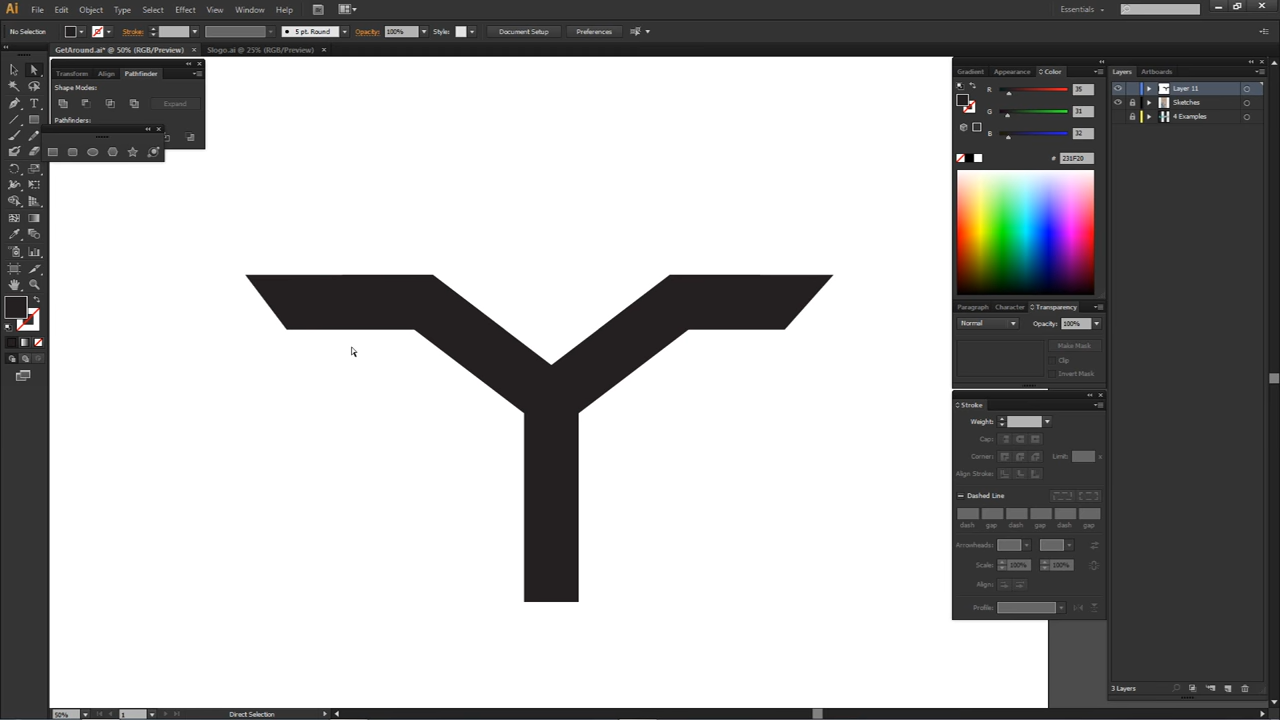 Ai File Edit Object Type Select Effect View Window Help Essentials
No Selection Stroke: 5 pt. Round Opacity: 100% Style: Document Setup Preferences
GetAround.ai* @ 50% (RGB/Preview) × Slogo.ai @ 25% (RGB/Preview) ×
Transform Align Pathfinder
Shape Modes:
Expand
Pathfinders:
Gradient Appearance Color
R 35
G 31
B 32
# 231F20
Paragraph Character Transparency
Normal Opacity: 100%
Make Mask
Clip
Invert Mask
Stroke
Weight:
Cap:
Corner: Limit: x
Align Stroke:
Dashed Line
dash gap dash gap dash gap
Arrowheads:
Scale: 100% 100%
Align:
Profile:
Layers Artboards
Layer 11
Sketches
4 Examples
3 Layers
50% 1 Direct Selection